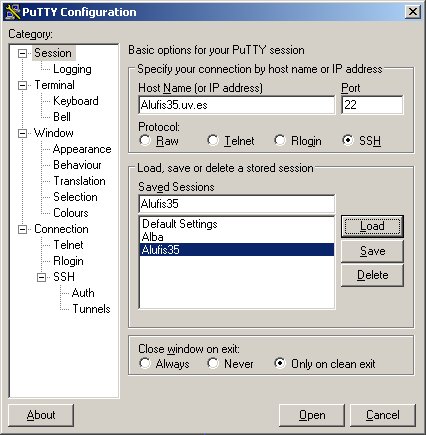 PuTTY Configuration
Category:
Session
Logging
Terminal
Keyboard
Bell
Window
Appearance
Behaviour
Translation
Selection
Colours
Connection
Telnet
Rlogin
SSH
Auth
Tunnels
Basic options for your PuTTY session
Specify your connection by host name or IP address
Host Name (or IP address) Port
Alufis35.uv.es 22
Protocol:
Raw Telnet Rlogin SSH
Load, save or delete a stored session
Saved Sessions
Alufis35
Default Settings
Alba
Alufis35
Load
Save
Delete
Close window on exit:
Always Never Only on clean exit
About Open Cancel